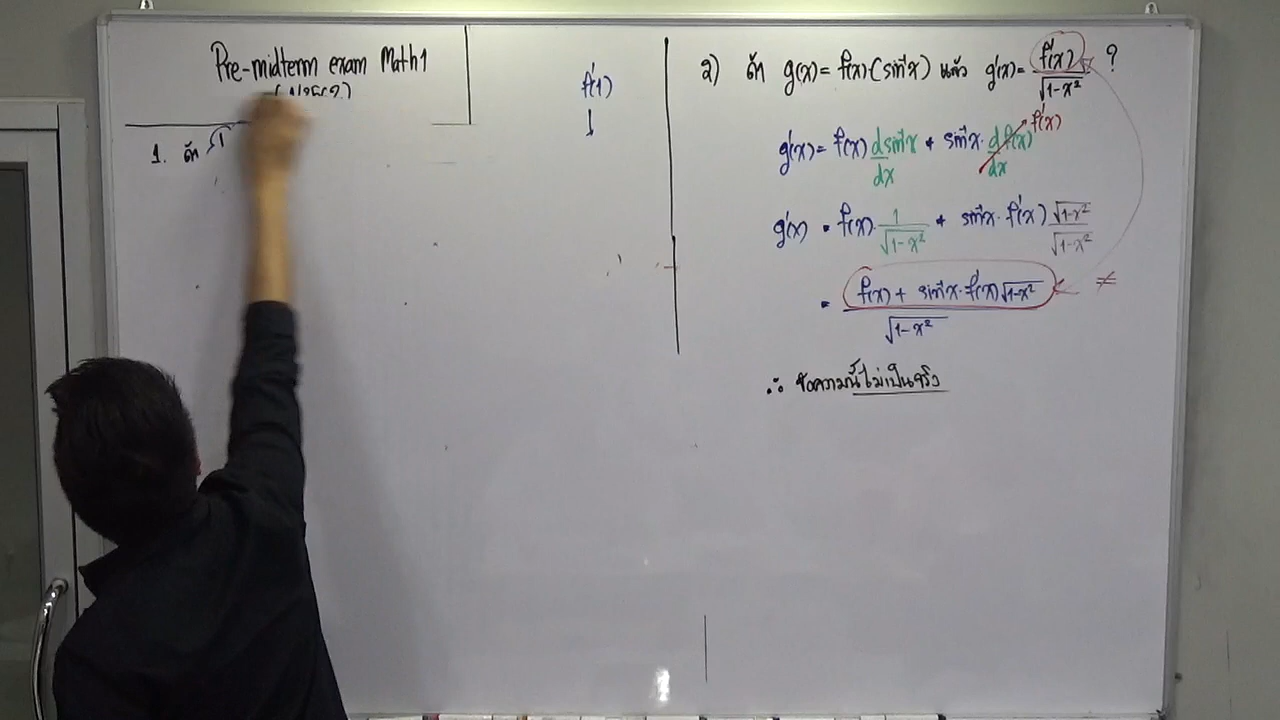 Pre-midterm exam Math 1
1. ถ้า
f'(1)
2) ถ้า g(x) = f(x)·(sin⁻¹x) แล้ว g'(x) = f'(x)/√(1-x²) ?
g'(x) = f(x) d sin⁻¹x/dx + sin⁻¹x · d f(x)/dx f'(x)
g'(x) = f(x)· 1/√(1-x²) + sin⁻¹x · f'(x) √(1-x²)/√(1-x²)
= (f(x) + sin⁻¹x · f'(x)√(1-x²))/√(1-x²) ≠
∴ ข้อความนี้ไม่เป็นจริง